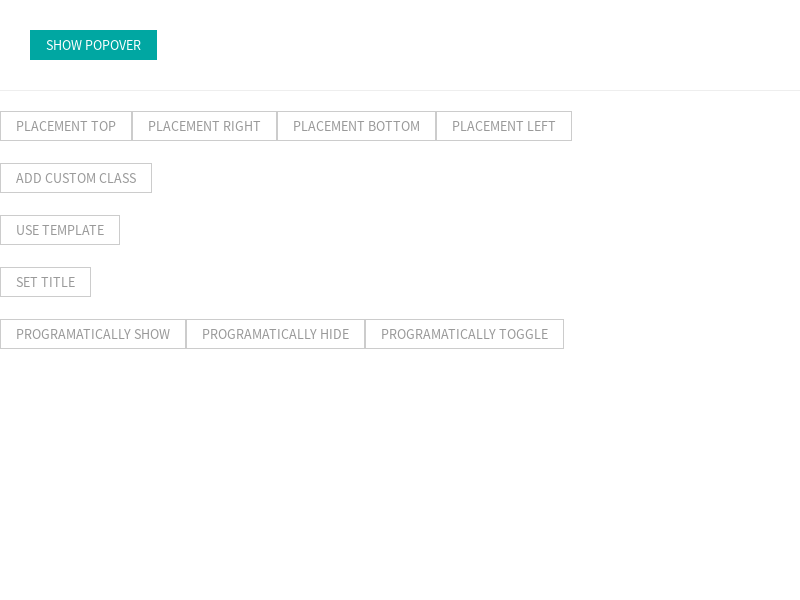 SHOW POPOVER
PLACEMENT TOP PLACEMENT RIGHT PLACEMENT BOTTOM PLACEMENT LEFT
ADD CUSTOM CLASS
USE TEMPLATE
SET TITLE
PROGRAMATICALLY SHOW PROGRAMATICALLY HIDE PROGRAMATICALLY TOGGLE